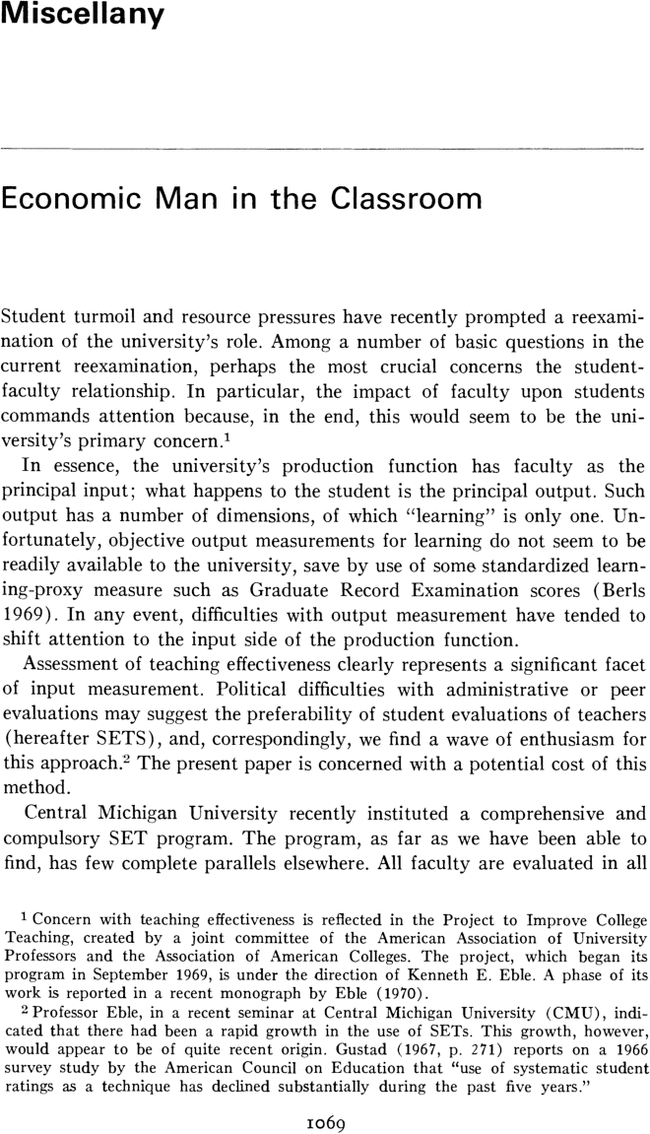 Miscellany
Economic Man in the Classroom
Student turmoil and resource pressures have recently prompted a reexami-
nation of the university's role. Among a number of basic questions in the
current reexamination, perhaps the most crucial concerns the student-
faculty relationship. In particular, the impact of faculty upon students
commands attention because, in the end, this would seem to be the uni-
versity's primary concern.¹
In essence, the university's production function has faculty as the
principal input; what happens to the student is the principal output. Such
output has a number of dimensions, of which “learning” is only one. Un-
fortunately, objective output measurements for learning do not seem to be
readily available to the university, save by use of some standardized learn-
ing-proxy measure such as Graduate Record Examination scores (Berls
1969). In any event, difficulties with output measurement have tended to
shift attention to the input side of the production function.
Assessment of teaching effectiveness clearly represents a significant facet
of input measurement. Political difficulties with administrative or peer
evaluations may suggest the preferability of student evaluations of teachers
(hereafter SETS), and, correspondingly, we find a wave of enthusiasm for
this approach.² The present paper is concerned with a potential cost of this
method.
Central Michigan University recently instituted a comprehensive and
compulsory SET program. The program, as far as we have been able to
find, has few complete parallels elsewhere. All faculty are evaluated in all
¹ Concern with teaching effectiveness is reflected in the Project to Improve College
Teaching, created by a joint committee of the American Association of University
Professors and the Association of American Colleges. The project, which began its
program in September 1969, is under the direction of Kenneth E. Eble. A phase of its
work is reported in a recent monograph by Eble (1970).
² Professor Eble, in a recent seminar at Central Michigan University (CMU), indi-
cated that there had been a rapid growth in the use of SETs. This growth, however,
would appear to be of quite recent origin. Gustad (1967, p. 271) reports on a 1966
survey study by the American Council on Education that “use of systematic student
ratings as a technique has declined substantially during the past five years.”
1069